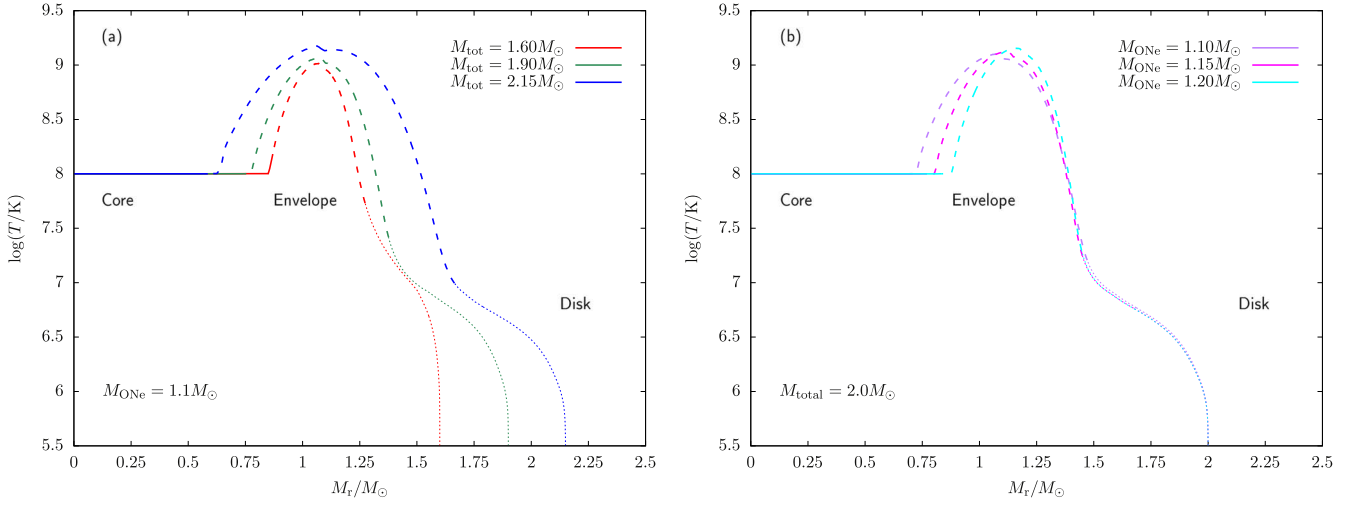 (a)
M_tot = 1.60M_⊙
M_tot = 1.90M_⊙
M_tot = 2.15M_⊙
9.5
9
8.5
8
7.5
7
6.5
6
5.5
log(T/K)
Core
Envelope
Disk
M_ONe = 1.1M_⊙
0 0.25 0.5 0.75 1 1.25 1.5 1.75 2 2.25 2.5
M_r/M_⊙
(b)
M_ONe = 1.10M_⊙
M_ONe = 1.15M_⊙
M_ONe = 1.20M_⊙
9.5
9
8.5
8
7.5
7
6.5
6
5.5
log(T/K)
Core
Envelope
Disk
M_total = 2.0M_⊙
0 0.25 0.5 0.75 1 1.25 1.5 1.75 2 2.25 2.5
M_r/M_⊙